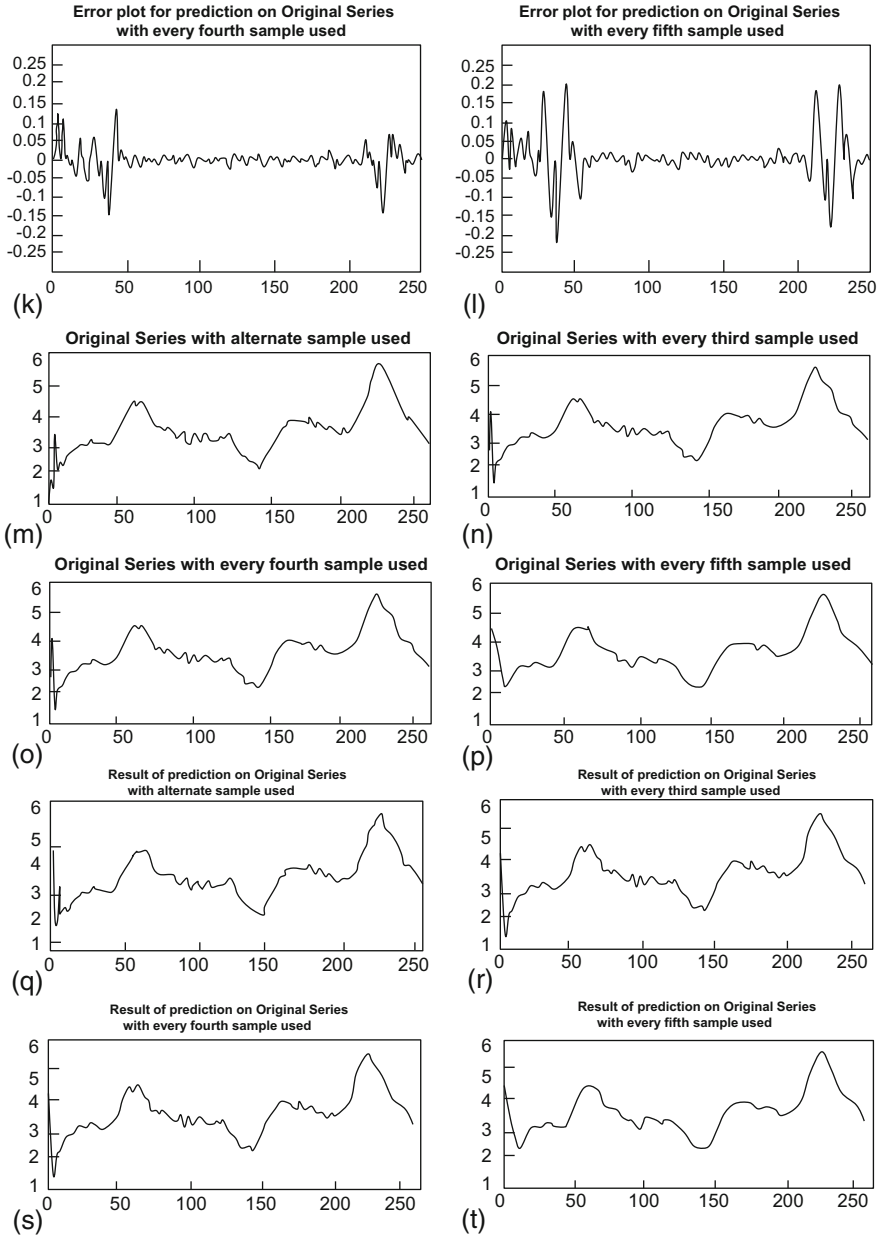 Error plot for prediction on Original Series
with every fourth sample used
0.25
0.2
0.15
0.1
0.05
0
-0.05
-0.1
-0.15
-0.2
-0.25
0 50 100 150 200 250
(k)
Error plot for prediction on Original Series
with every fifth sample used
0.25
0.2
0.15
0.1
0.05
0
-0.05
-0.1
-0.15
-0.2
-0.25
0 50 100 150 200 250
(l)
Original Series with alternate sample used
6
5
4
3
2
1
0 50 100 150 200 250
(m)
Original Series with every third sample used
6
5
4
3
2
1
0 50 100 150 200 250
(n)
Original Series with every fourth sample used
6
5
4
3
2
1
0 50 100 150 200 250
(o)
Original Series with every fifth sample used
6
5
4
3
2
1
0 50 100 150 200 250
(p)
Result of prediction on Original Series
with alternate sample used
6
5
4
3
2
1
0 50 100 150 200 250
(q)
Result of prediction on Original Series
with every third sample used
6
5
4
3
2
1
0 50 100 150 200 250
(r)
Result of prediction on Original Series
with every fourth sample used
6
5
4
3
2
1
0 50 100 150 200 250
(s)
Result of prediction on Original Series
with every fifth sample used
6
5
4
3
2
1
0 50 100 150 200 250
(t)